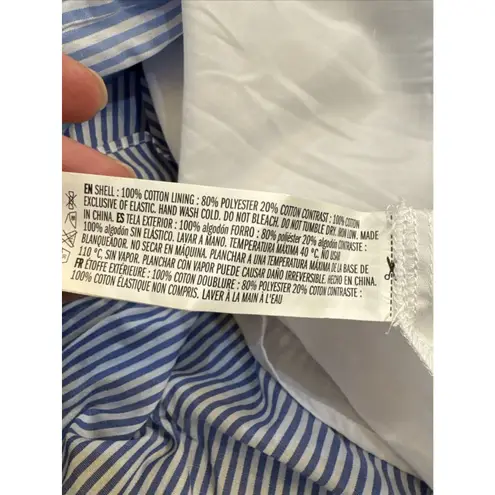 EN SHELL : 100% COTTON LINING : 80% POLYESTER 20% COTTON CONTRAST : 100% COTTON
EXCLUSIVE OF ELASTIC. HAND WASH COLD. DO NOT BLEACH. DO NOT TUMBLE DRY. IRON LOW. MADE
IN CHINA. ES TELA EXTERIOR : 100% algodón FORRO : 80% poliéster 20% algodón CONTRASTE :
100% algodón SIN ELÁSTICO. LAVAR A MANO. TEMPERATURA MÁXIMA 40 °C. NO USAR
BLANQUEADOR. NO SECAR EN MÁQUINA. PLANCHAR A UNA TEMPERATURA MÁXIMA DE LA BASE DE
110 °C, SIN VAPOR. PLANCHAR CON VAPOR PUEDE CAUSAR DAÑO IRREVERSIBLE. HECHO EN CHINA.
FR ÉTOFFE EXTÉRIEURE : 100% COTON DOUBLURE : 80% POLYESTER 20% COTON CONTRASTE :
100% COTON ÉLASTIQUE NON COMPRIS. LAVER À LA MAIN À L'EAU